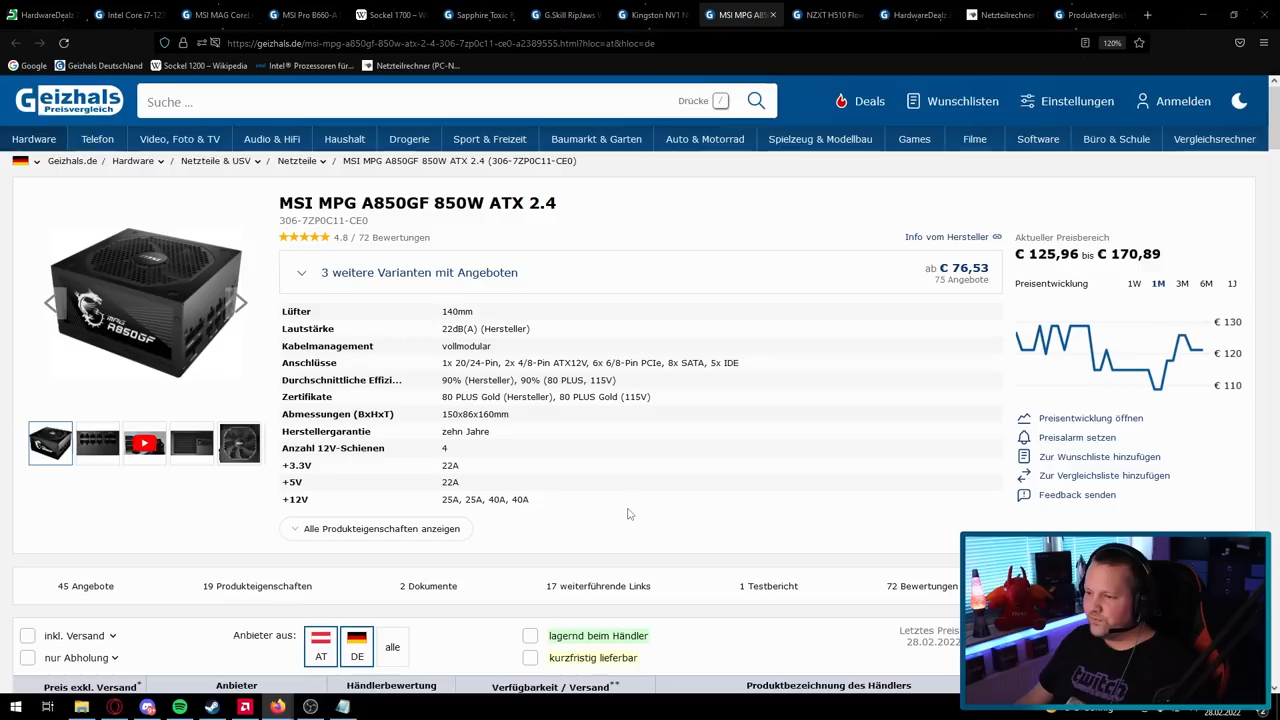 HardwareDealz
Intel Core i7-127
MSI MAG CoreL
MSI Pro B660-A
Sockel 1700 – Wi
Sapphire Toxic R
G.Skill RipJaws
Kingston NV1 N
MSI MPG A85
NZXT H510 Flow
HardwareDealz
Netzteilrechner
Produktvergleic
https://geizhals.de/msi-mpg-a850gf-850w-atx-2-4-306-7zp0c11-ce0-a2389555.html?hloc=at&hloc=de
120%
Google
Geizhals Deutschland
Sockel 1200 – Wikipedia
Intel® Prozessoren für...
Netzteilrechner (PC-N...
Geizhals
Preisvergleich
Suche ...
Drücke /
Deals
Wunschlisten
Einstellungen
Anmelden
Hardware
Telefon
Video, Foto & TV
Audio & HiFi
Haushalt
Drogerie
Sport & Freizeit
Baumarkt & Garten
Auto & Motorrad
Spielzeug & Modellbau
Games
Filme
Software
Büro & Schule
Vergleichsrechner
Geizhals.de / Hardware / Netzteile & USV / Netzteile / MSI MPG A850GF 850W ATX 2.4 (306-7ZP0C11-CE0)
MSI MPG A850GF 850W ATX 2.4
306-7ZP0C11-CE0
4.8 / 72 Bewertungen
Info vom Hersteller
3 weitere Varianten mit Angeboten
ab € 76,53
75 Angebote
Lüfter 140mm
Lautstärke 22dB(A) (Hersteller)
Kabelmanagement vollmodular
Anschlüsse 1x 20/24-Pin, 2x 4/8-Pin ATX12V, 6x 6/8-Pin PCIe, 8x SATA, 5x IDE
Durchschnittliche Effizi... 90% (Hersteller), 90% (80 PLUS, 115V)
Zertifikate 80 PLUS Gold (Hersteller), 80 PLUS Gold (115V)
Abmessungen (BxHxT) 150x86x160mm
Herstellergarantie zehn Jahre
Anzahl 12V-Schienen 4
+3.3V 22A
+5V 22A
+12V 25A, 25A, 40A, 40A
Alle Produkteigenschaften anzeigen
Aktueller Preisbereich
€ 125,96 bis € 170,89
Preisentwicklung 1W 1M 3M 6M 1J
€ 130
€ 120
€ 110
Preisentwicklung öffnen
Preisalarm setzen
Zur Wunschliste hinzufügen
Zur Vergleichsliste hinzufügen
Feedback senden
msi
MPG
A850GF
45 Angebote
19 Produkteigenschaften
2 Dokumente
17 weiterführende Links
1 Testbericht
72 Bewertungen
inkl. Versand
nur Abholung
Anbieter aus:
AT
DE
alle
lagernd beim Händler
kurzfristig lieferbar
Letztes Preis
28.02.2022
Preis exkl. Versand*
Anbieter
Händlerbewertung
Verfügbarkeit / Versand**
Produktbezeichnung des Händlers
twitch
28.02.2022